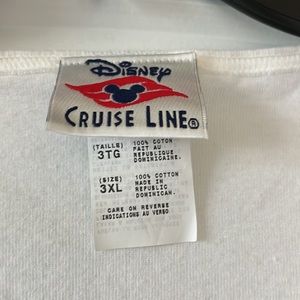 Disney
CRUISE LINE®
(TAILLE) 100% COTON
3TG FAIT AU
REPUBLIQUE
DOMINICAINE.
(SIZE) 100% COTTON
3XL MADE IN
REPUBLIC
DOMINICAN.
CARE ON REVERSE
INDICATIONS AU VERSO